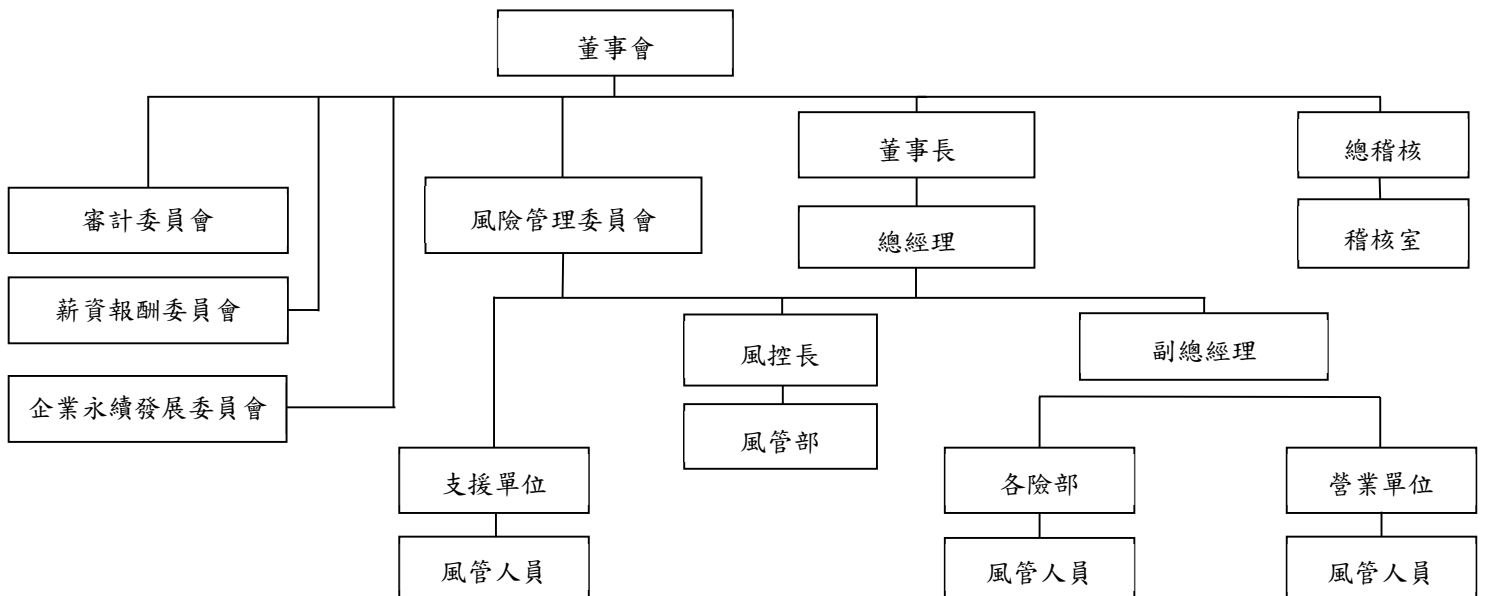 董事會
董事長
總稽核
審計委員會
風險管理委員會
總經理
稽核室
薪資報酬委員會
風控長
副總經理
企業永續發展委員會
風管部
支援單位
各險部
營業單位
風管人員
風管人員
風管人員